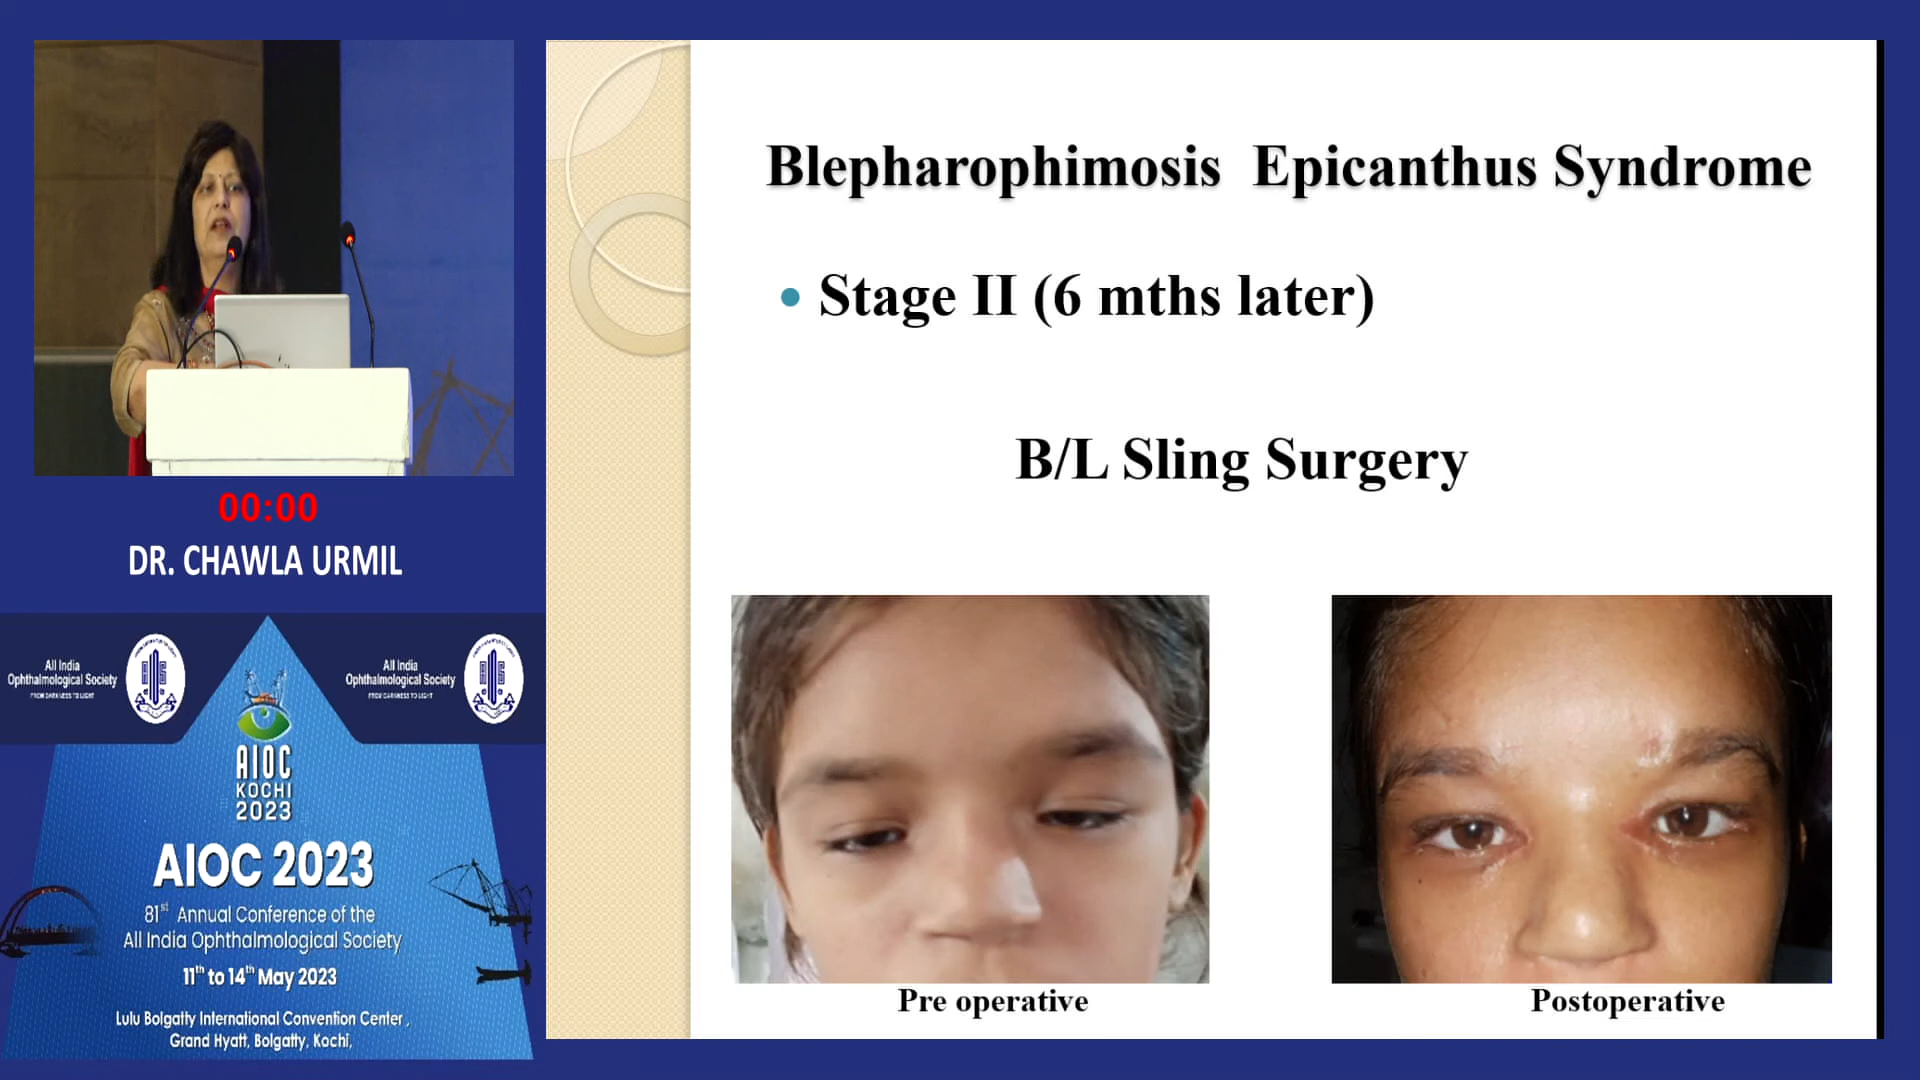 Blepharophimosis Epicanthus Syndrome
• Stage II (6 mths later)
B/L Sling Surgery
Pre operative
Postoperative
00:00
DR. CHAWLA URMIL
All India
Ophthalmological Society
FROM DARKNESS TO LIGHT
All India
Ophthalmological Society
FROM DARKNESS TO LIGHT
AIOC
KOCHI
2023
AIOC 2023
81st Annual Conference of the
All India Ophthalmological Society
11th to 14th May 2023
Lulu Bolgatty International Convention Center ,
Grand Hyatt, Bolgatty, Kochi,